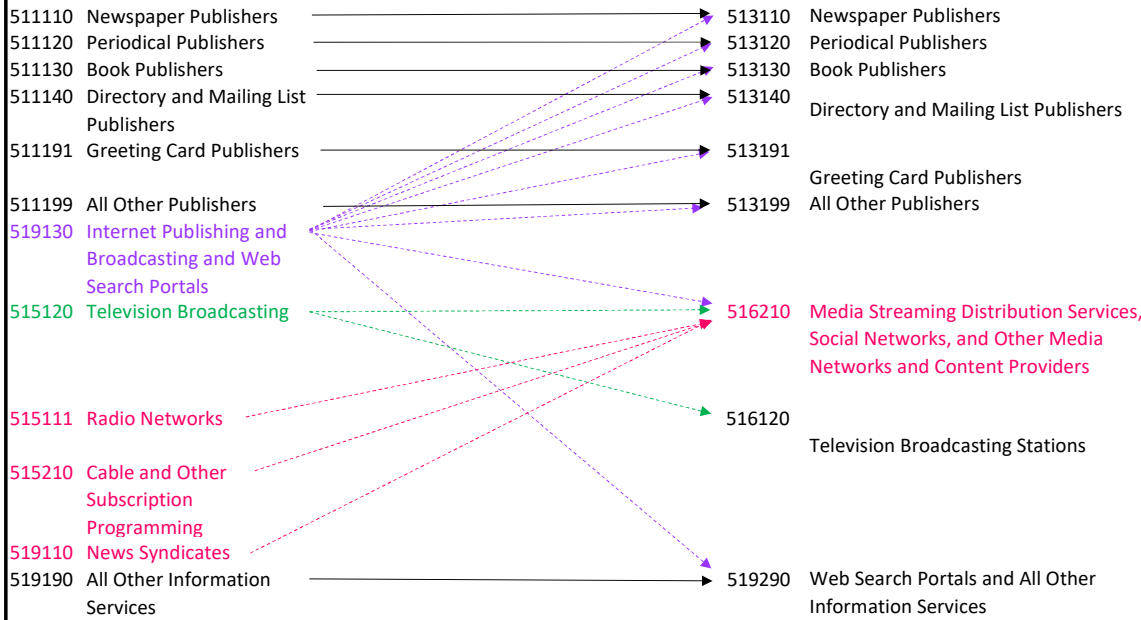 511110 Newspaper Publishers 513110 Newspaper Publishers
511120 Periodical Publishers 513120 Periodical Publishers
511130 Book Publishers 513130 Book Publishers
511140 Directory and Mailing List 513140
Publishers
Directory and Mailing List Publishers
511191 Greeting Card Publishers 513191
Greeting Card Publishers
511199 All Other Publishers 513199 All Other Publishers
519130 Internet Publishing and
Broadcasting and Web
Search Portals
515120 Television Broadcasting 516210 Media Streaming Distribution Services,
Social Networks, and Other Media
Networks and Content Providers
515111 Radio Networks 516120
Television Broadcasting Stations
515210 Cable and Other
Subscription
Programming
519110 News Syndicates
519190 All Other Information 519290 Web Search Portals and All Other
Services Information Services